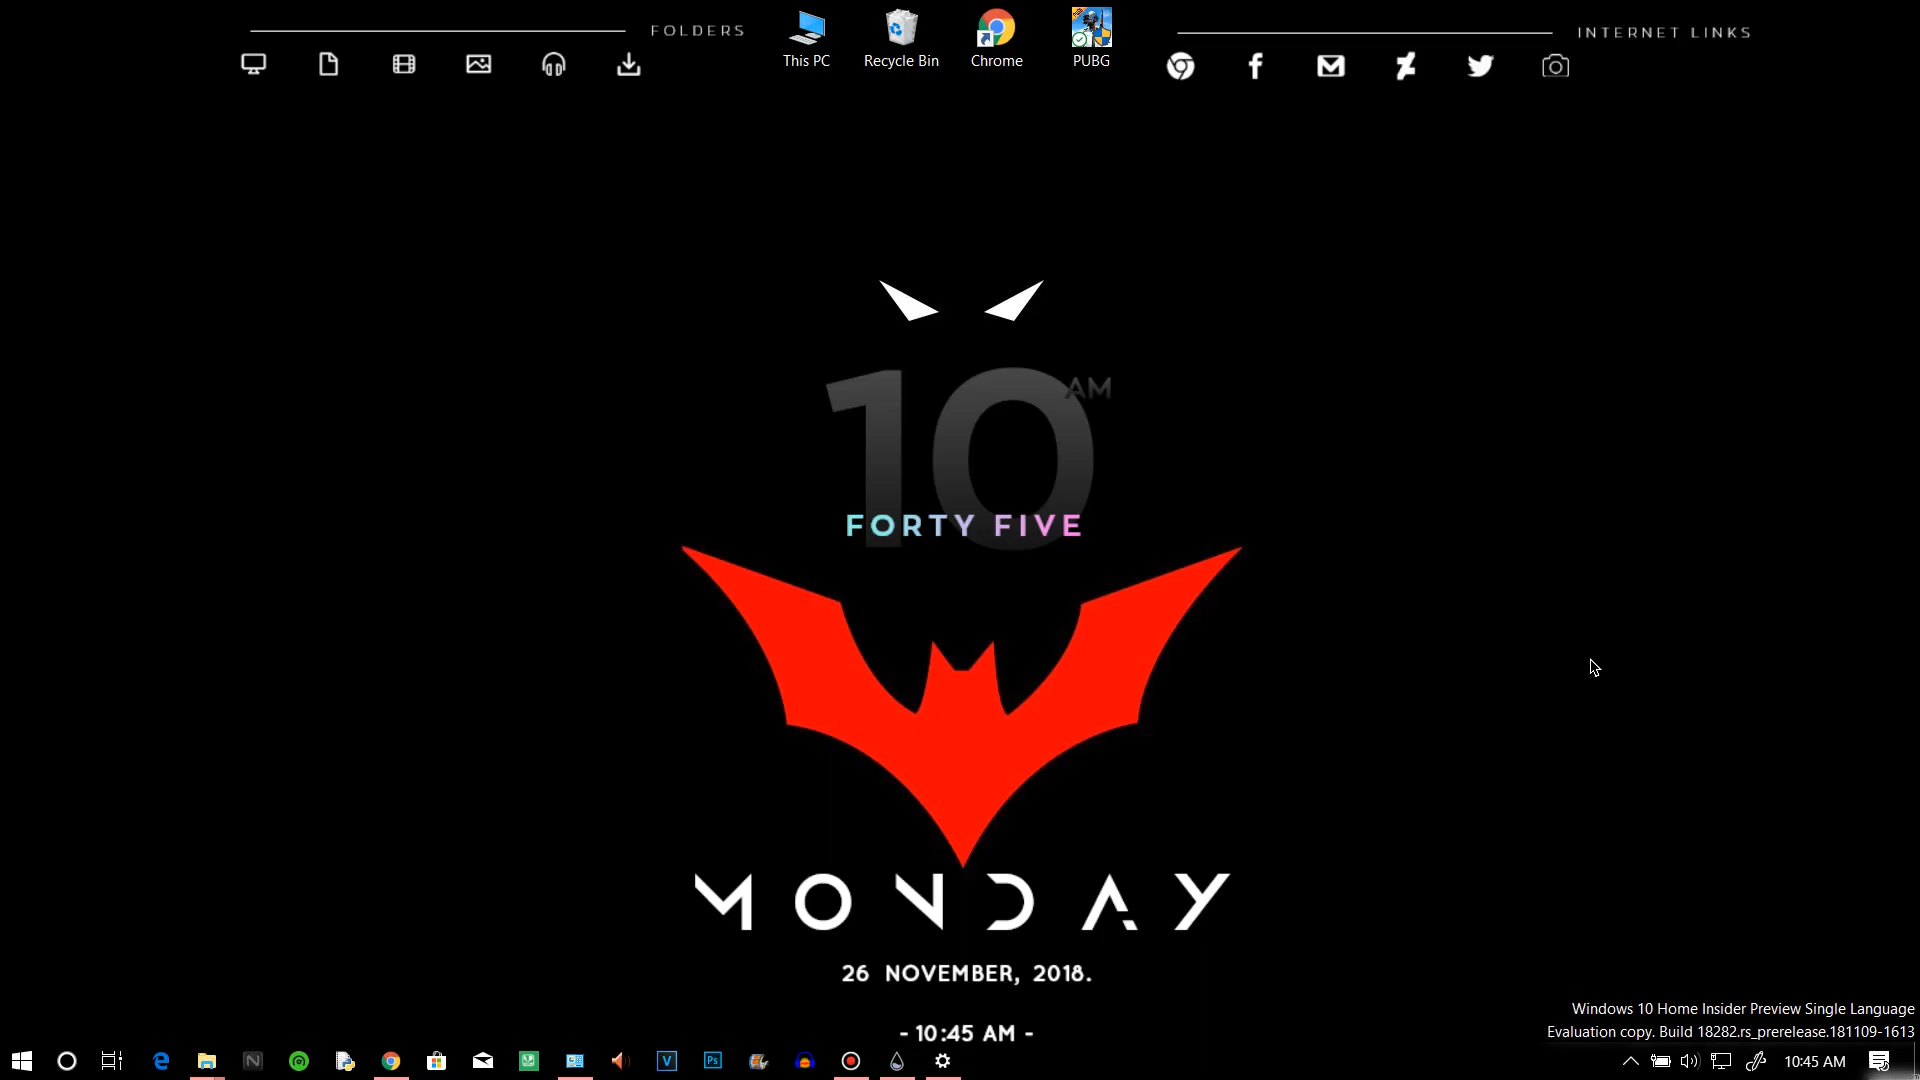 FOLDERS
INTERNET LINKS
This PC
Recycle Bin
Chrome
PUBG
10
AM
FORTY FIVE
MONDAY
26 NOVEMBER, 2018.
- 10:45 AM -
Windows 10 Home Insider Preview Single Language
Evaluation copy. Build 18282.rs_prerelease.181109-1613
N
V
Ps
10:45 AM